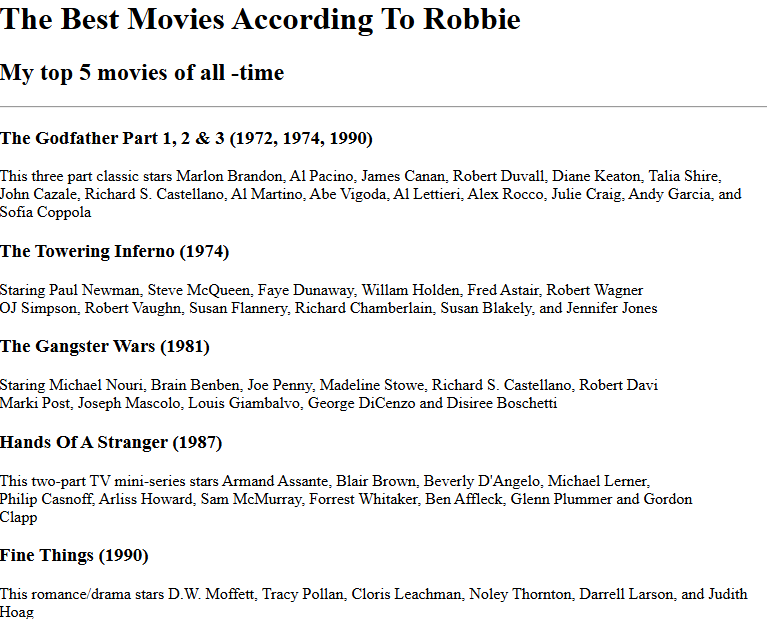 The Best Movies According To Robbie
My top 5 movies of all -time
The Godfather Part 1, 2 & 3 (1972, 1974, 1990)
This three part classic stars Marlon Brandon, Al Pacino, James Canan, Robert Duvall, Diane Keaton, Talia Shire,
John Cazale, Richard S. Castellano, Al Martino, Abe Vigoda, Al Lettieri, Alex Rocco, Julie Craig, Andy Garcia, and
Sofia Coppola
The Towering Inferno (1974)
Staring Paul Newman, Steve McQueen, Faye Dunaway, Willam Holden, Fred Astair, Robert Wagner
OJ Simpson, Robert Vaughn, Susan Flannery, Richard Chamberlain, Susan Blakely, and Jennifer Jones
The Gangster Wars (1981)
Staring Michael Nouri, Brain Benben, Joe Penny, Madeline Stowe, Richard S. Castellano, Robert Davi
Marki Post, Joseph Mascolo, Louis Giambalvo, George DiCenzo and Disiree Boschetti
Hands Of A Stranger (1987)
This two-part TV mini-series stars Armand Assante, Blair Brown, Beverly D'Angelo, Michael Lerner,
Philip Casnoff, Arliss Howard, Sam McMurray, Forrest Whitaker, Ben Affleck, Glenn Plummer and Gordon
Clapp
Fine Things (1990)
This romance/drama stars D.W. Moffett, Tracy Pollan, Cloris Leachman, Noley Thornton, Darrell Larson, and Judith
Hoag